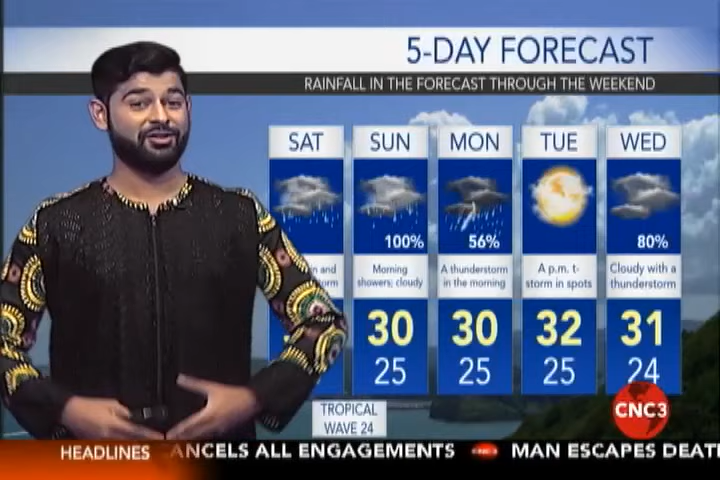 5-DAY FORECAST
RAINFALL IN THE FORECAST THROUGH THE WEEKEND
SAT SUN MON TUE WED
100% 56% 80%
and Morning A thunderstorm A p.m. t- Cloudy with a
showers; cloudy in the morning storm in spots thunderstorm
30 30 32 31
25 25 25 24
CNC3
TROPICAL
WAVE 24
HEADLINES ANCELS ALL ENGAGEMENTS CNC3 MAN ESCAPES DEAT